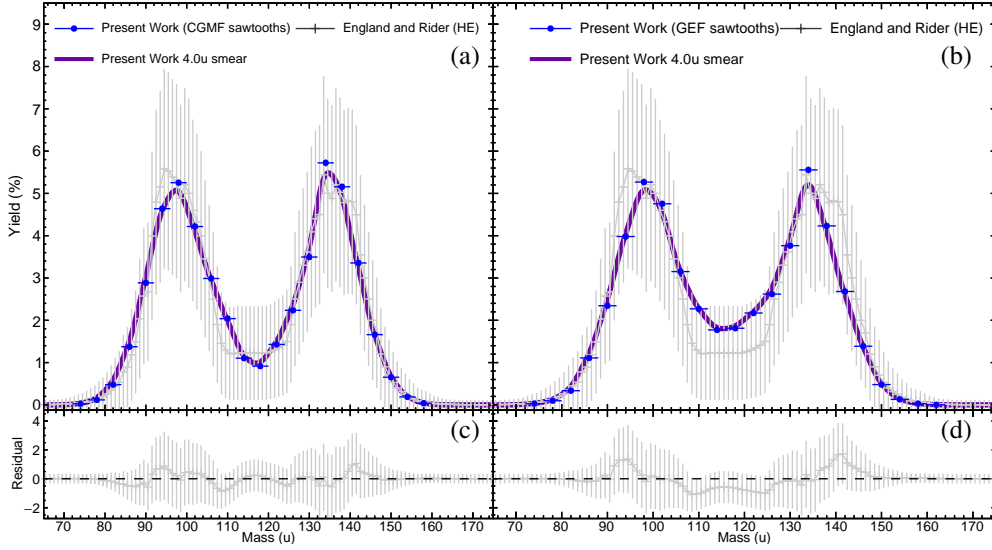 9
8
7
6
5
4
3
2
1
0
Yield (%)
Present Work (CGMF sawtooths)
England and Rider (HE)
Present Work 4.0u smear
(a)
Present Work (GEF sawtooths)
England and Rider (HE)
Present Work 4.0u smear
(b)
4
2
0
−2
Residual
(c)
(d)
70 80 90 100 110 120 130 140 150 160 170
Mass (u)
70 80 90 100 110 120 130 140 150 160 170
Mass (u)